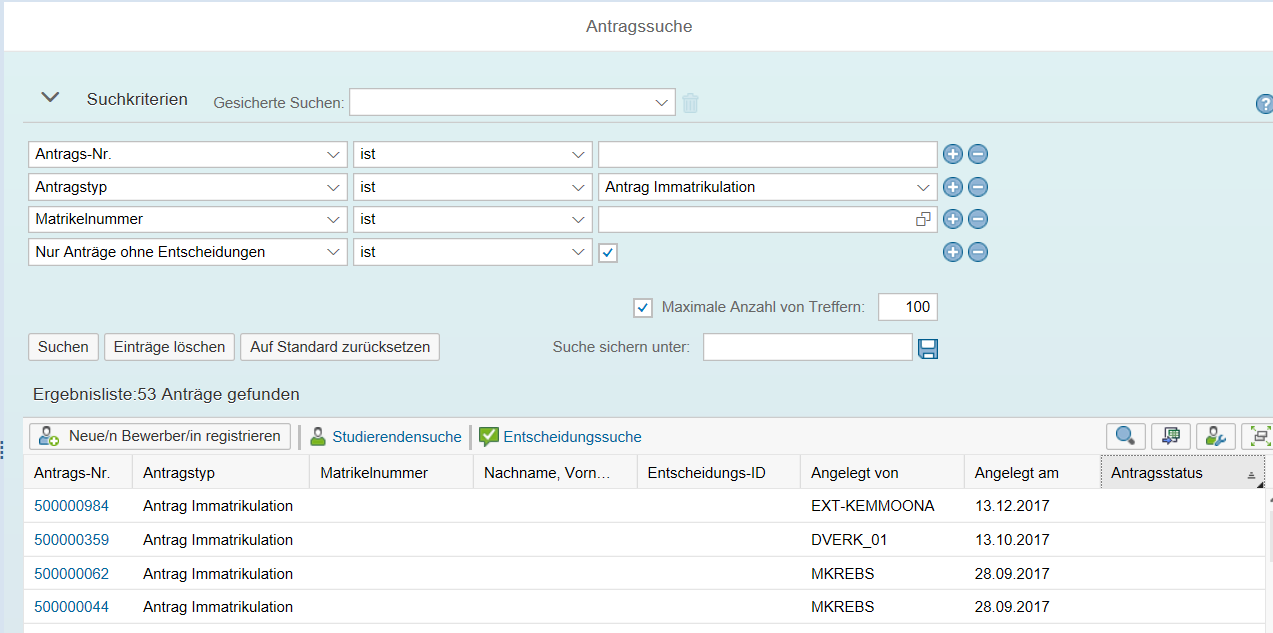 Antragssuche
Suchkriterien Gesicherte Suchen:
?
Antrags-Nr. ist
Antragstyp ist Antrag Immatrikulation
Matrikelnummer ist
Nur Anträge ohne Entscheidungen ist
Maximale Anzahl von Treffern: 100
Suchen Einträge löschen Auf Standard zurücksetzen Suche sichern unter:
Ergebnisliste:53 Anträge gefunden
Neue/n Bewerber/in registrieren Studierendensuche Entscheidungssuche
Antrags-Nr. Antragstyp Matrikelnummer Nachname, Vorn… Entscheidungs-ID Angelegt von Angelegt am Antragsstatus
500000984 Antrag Immatrikulation EXT-KEMMOONA 13.12.2017
500000359 Antrag Immatrikulation DVERK_01 13.10.2017
500000062 Antrag Immatrikulation MKREBS 28.09.2017
500000044 Antrag Immatrikulation MKREBS 28.09.2017